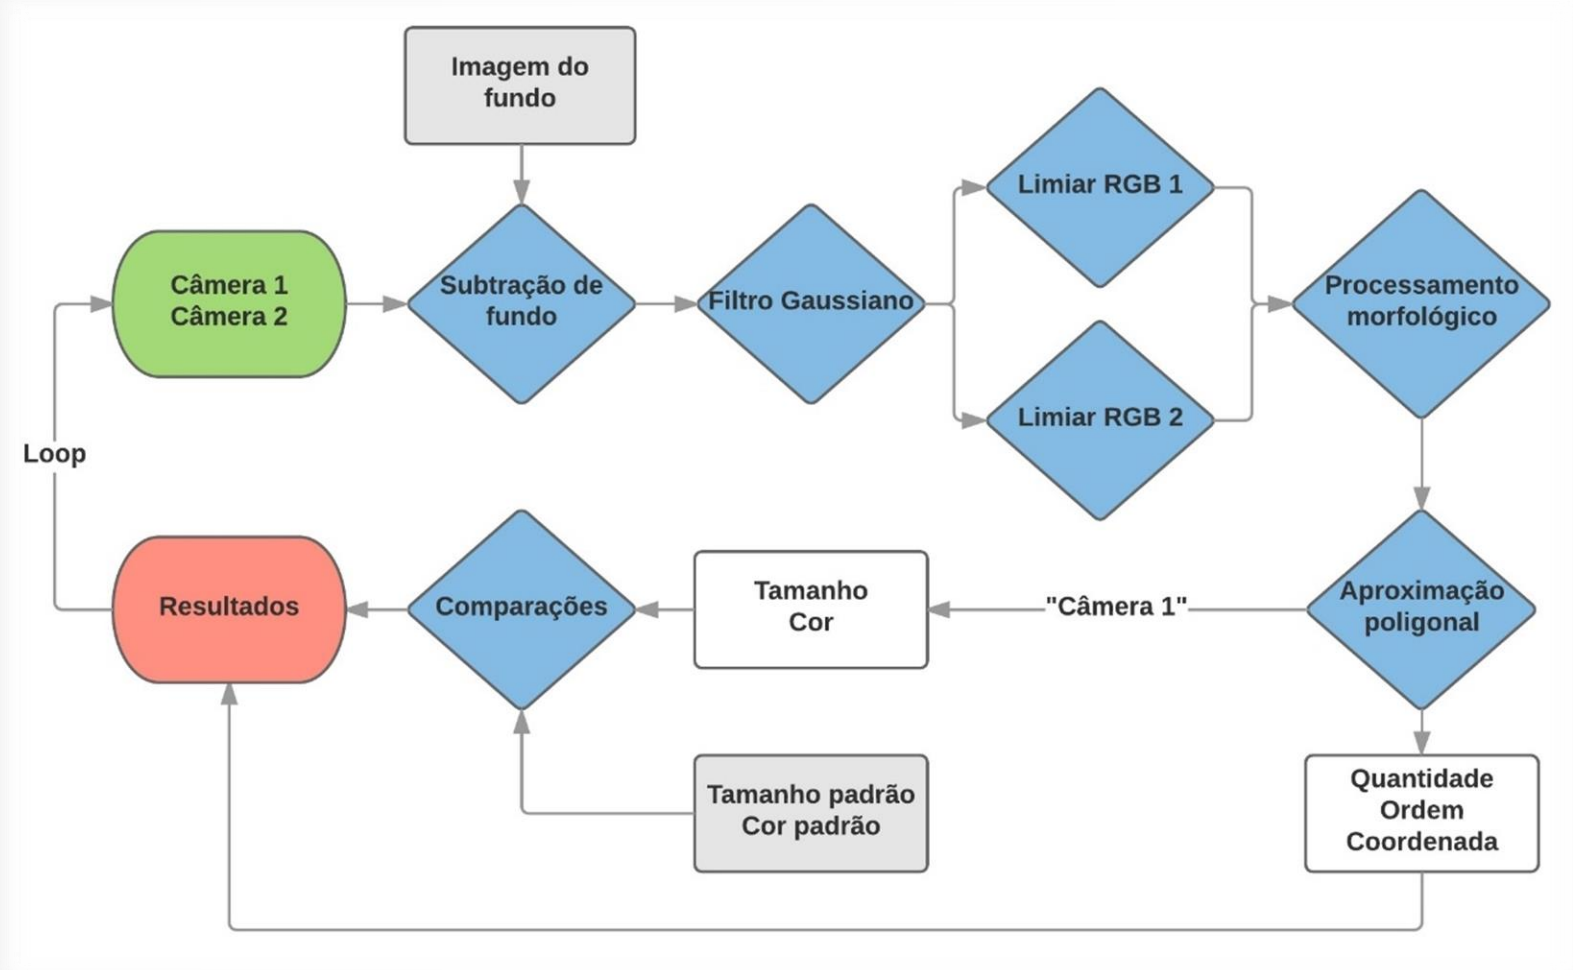 Imagem do
fundo
Câmera 1
Câmera 2
Subtração de
fundo
Filtro Gaussiano
Limiar RGB 1
Limiar RGB 2
Processamento
morfológico
Loop
Resultados
Comparações
Tamanho
Cor
"Câmera 1"
Aproximação
poligonal
Tamanho padrão
Cor padrão
Quantidade
Ordem
Coordenada